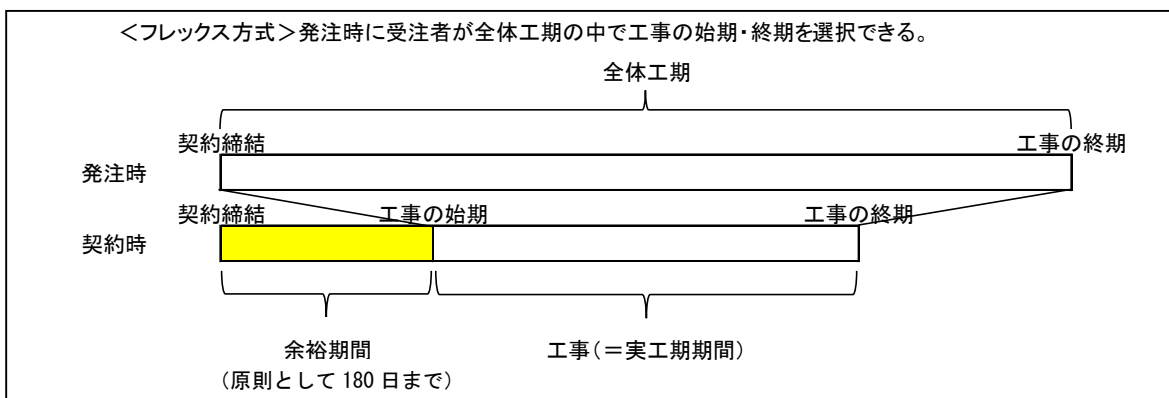 ＜フレックス方式＞発注時に受注者が全体工期の中で工事の始期・終期を選択できる。
全体工期
契約締結
工事の終期
発注時
契約締結
工事の始期
工事の終期
契約時
余裕期間
工事（＝実工期期間）
（原則として 180 日まで）